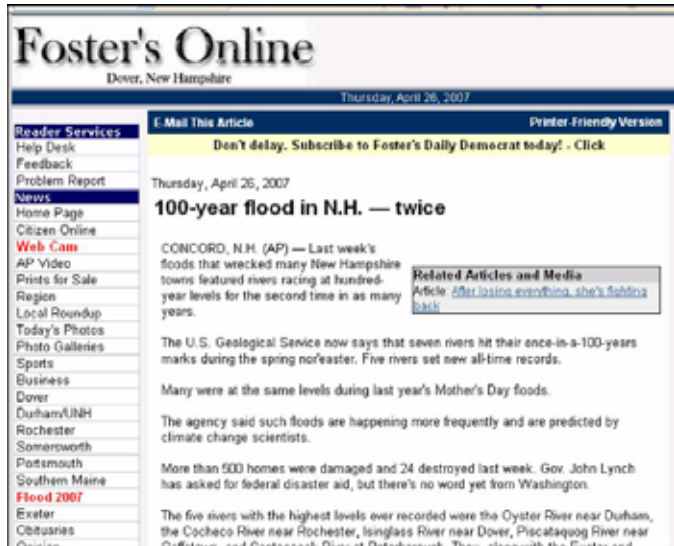 Foster's Online
Dover, New Hampshire
Thursday, April 26, 2007
Reader Services
Help Desk
Feedback
Problem Report
News
Home Page
Citizen Online
Web Cam
AP Video
Prints for Sale
Region
Local Roundup
Today's Photos
Photo Galleries
Sports
Business
Dover
Durham/UNH
Rochester
Somersworth
Portsmouth
Southern Maine
Flood 2007
Exeter
Obituaries
Opinion
E-Mail This Article
Printer-Friendly Version
Don't delay. Subscribe to Foster's Daily Democrat today! - Click
Thursday, April 26, 2007
100-year flood in N.H. — twice
CONCORD, N.H. (AP) — Last week's
floods that wrecked many New Hampshire
towns featured rivers racing at hundred-
year levels for the second time in as many
years.
Related Articles and Media
Article: After losing everything, she's fighting
back
The U.S. Geological Service now says that seven rivers hit their once-in-a-100-years
marks during the spring nor'easter. Five rivers set new all-time records.
Many were at the same levels during last year's Mother's Day floods.
The agency said such floods are happening more frequently and are predicted by
climate change scientists.
More than 500 homes were damaged and 24 destroyed last week. Gov. John Lynch
has asked for federal disaster aid, but there's no word yet from Washington.
The five rivers with the highest levels ever recorded were the Oyster River near Durham,
the Cocheco River near Rochester, Isinglass River near Dover, Piscataquog River near